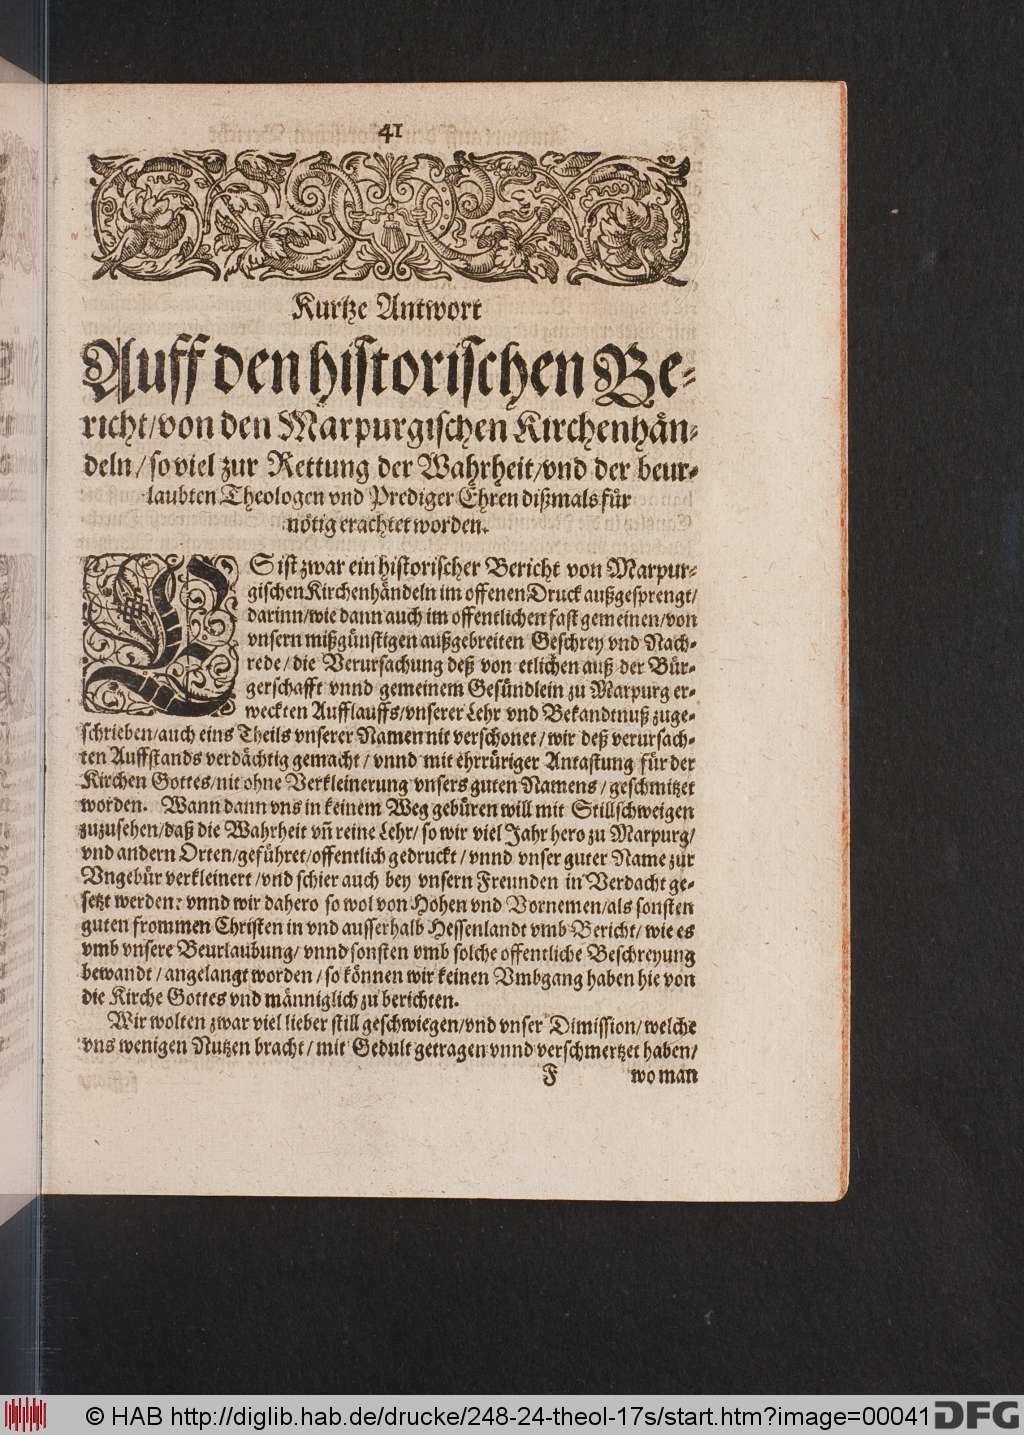 41
Kurtze Antwort
Auff den historischen Be-
richt/von den Marpurgischen Kirchenhän-
deln/so viel zur Rettung der Wahrheit/vnd der beur-
laubten Theologen vnd Prediger Ehren dißmals für
nötig erachtet worden.
ES ist zwar ein historischer Bericht von Marpur-
gischen Kirchenhändeln im offenen Druck außgesprengt/
darinn/wie dann auch im offentlichen fast gemeinen/von
vnsern mißgünstigen außgebreiten Geschrey vnd Nach-
rede/die Verursachung deß von etlichen auß der Bür-
gerschafft vnnd gemeinem Gesündlein zu Marpurg er-
weckten Aufflauffs/vnserer Lehr vnd Bekandtnuß zuge-
schrieben/auch eins Theils vnserer Namen nit verschonet/wir deß verursach-
ten Auffstands verdächtig gemacht/vnnd mit ehrrüriger Antastung für der
Kirchen Gottes/nit ohne Verkleinerung vnsers guten Namens/geschmitzet
worden. Wann dann vns in keinem Weg gebüren will mit Stillschweigen
zuzusehen/daß die Wahrheit vñ reine Lehr/so wir viel Jahr hero zu Marpurg/
vnd andern Orten/geführet/offentlich gedruckt/vnnd vnser guter Name zur
Vngebür verkleinert/vnd schier auch bey vnsern Freunden in Verdacht ge-
setzt werden: vnnd wir dahero so wol von Hohen vnd Vornemen/als sonsten
guten frommen Christen in vnd ausserhalb Hessenlandt vmb Bericht/wie es
vmb vnsere Beurlaubung/vnnd sonsten vmb solche offentliche Beschreyung
bewandt/angelangt worden/so können wir keinen Vmbgang haben hie von
die Kirche Gottes vnd männiglich zu berichten.
Wir wolten zwar viel lieber still geschwiegen/vnd vnser Dimission/welche
vns wenigen Nutzen bracht/mit Gedult getragen vnnd verschmertzet haben/
F wo man
© HAB http://diglib.hab.de/drucke/248-24-theol-17s/start.htm?image=00041 DFG